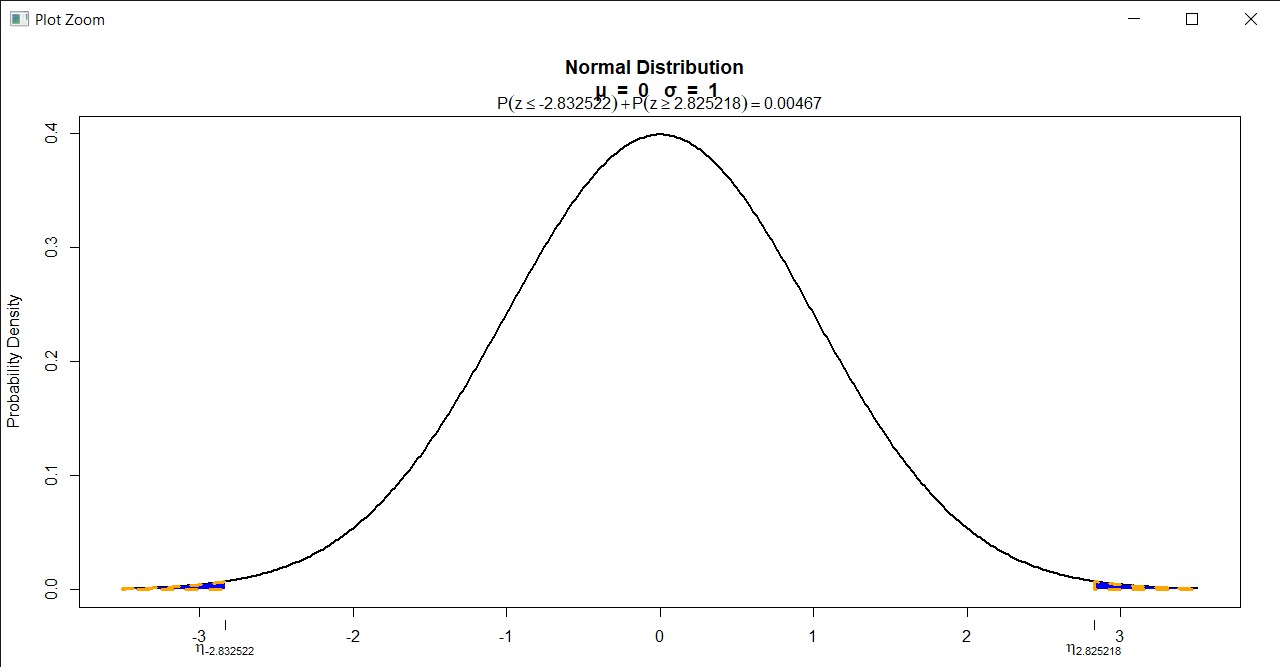 Plot Zoom
Normal Distribution
μ = 0 σ = 1
P(z ≤ -2.832522) + P(z ≥ 2.825218) = 0.00467
Probability Density
0.4
0.3
0.2
0.1
0.0
-3 -2 -1 0 1 2 3
η-2.832522 η2.825218